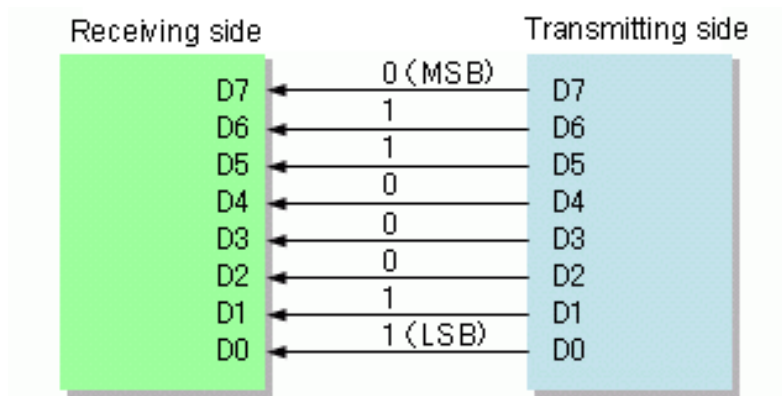 Receiving side Transmitting side
D7 0(MSB) D7
D6 1 D6
D5 1 D5
D4 0 D4
D3 0 D3
D2 0 D2
D1 1 D1
D0 1(LSB) D0